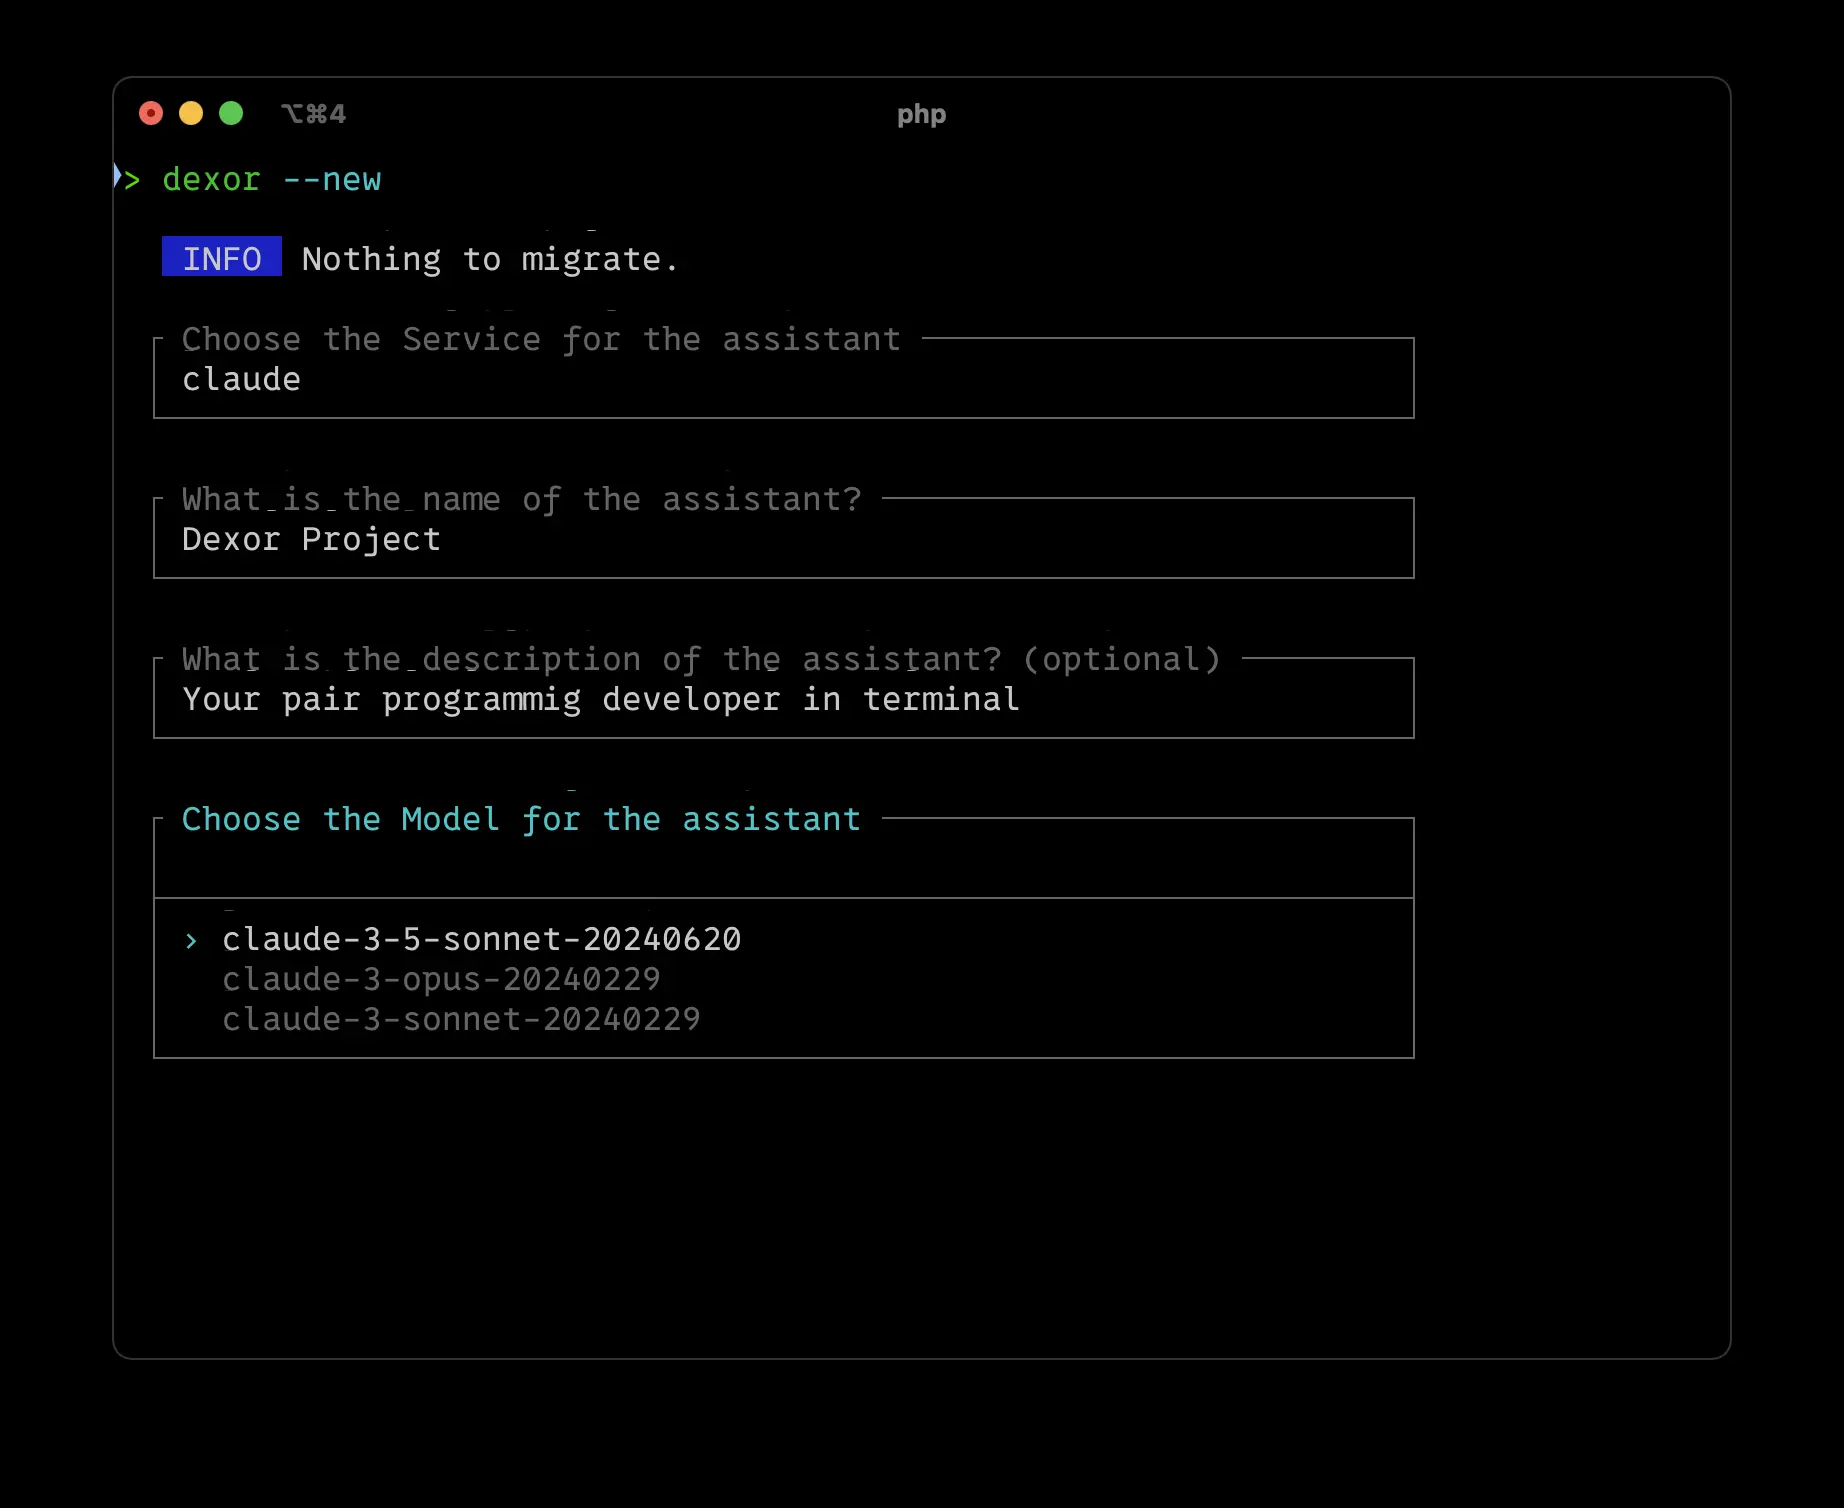 ⌥⌘4 php
> dexor --new
INFO Nothing to migrate.
Choose the Service for the assistant
claude
What is the name of the assistant?
Dexor Project
What is the description of the assistant? (optional)
Your pair programmig developer in terminal
Choose the Model for the assistant
› claude-3-5-sonnet-20240620
claude-3-opus-20240229
claude-3-sonnet-20240229